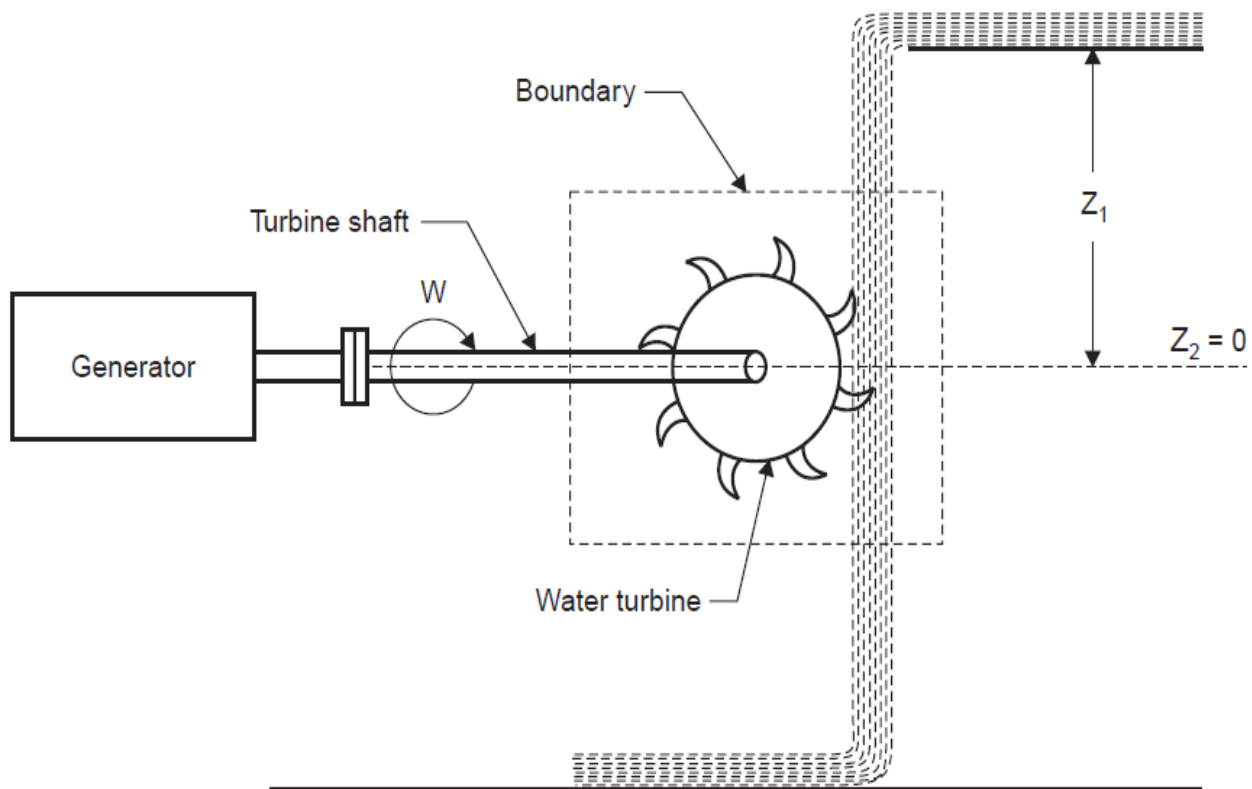 Boundary
Z₁
Turbine shaft
W
Z₂ = 0
Generator
Water turbine